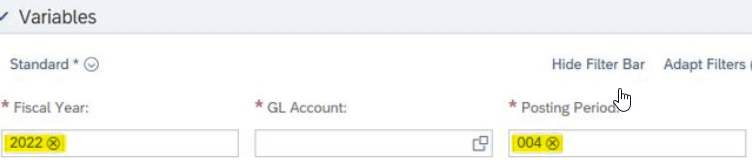 Variables
Standard * Hide Filter Bar Adapt Filters (
* Fiscal Year: * GL Account: * Posting Period:
2022 004